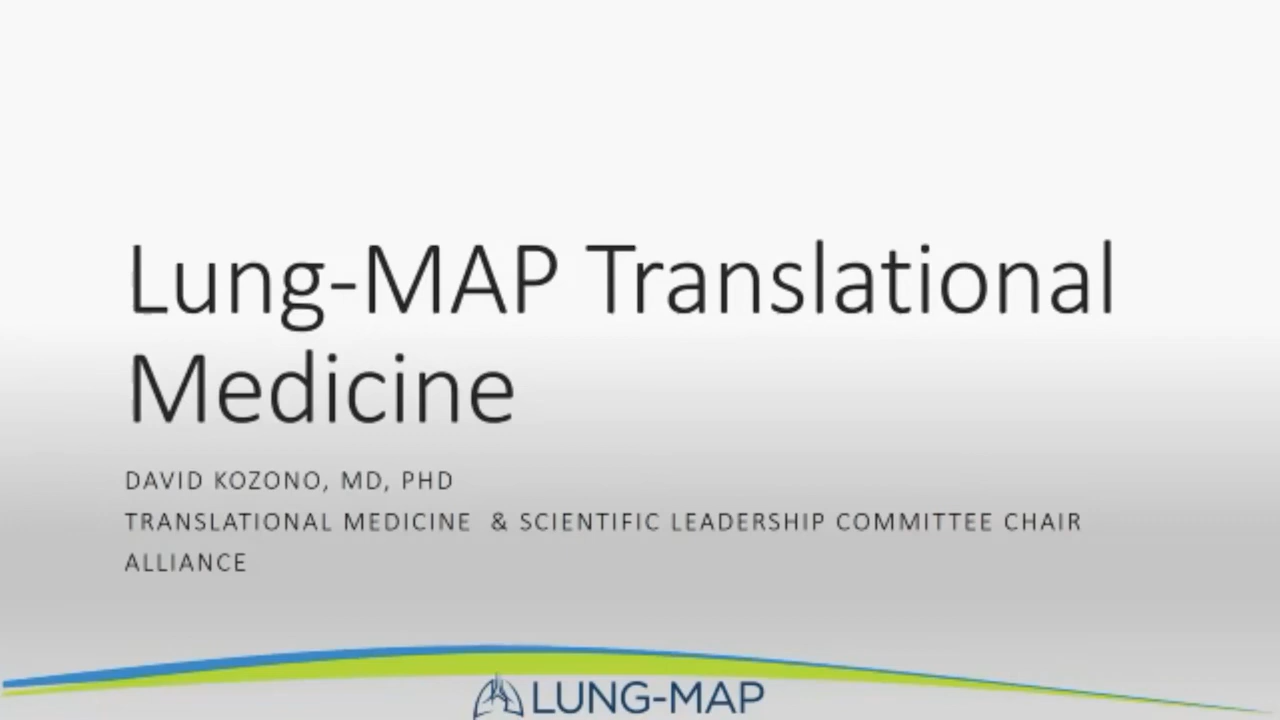 Lung-MAP Translational
Medicine
DAVID KOZONO, MD, PHD
TRANSLATIONAL MEDICINE & SCIENTIFIC LEADERSHIP COMMITTEE CHAIR
ALLIANCE
LUNG-MAP